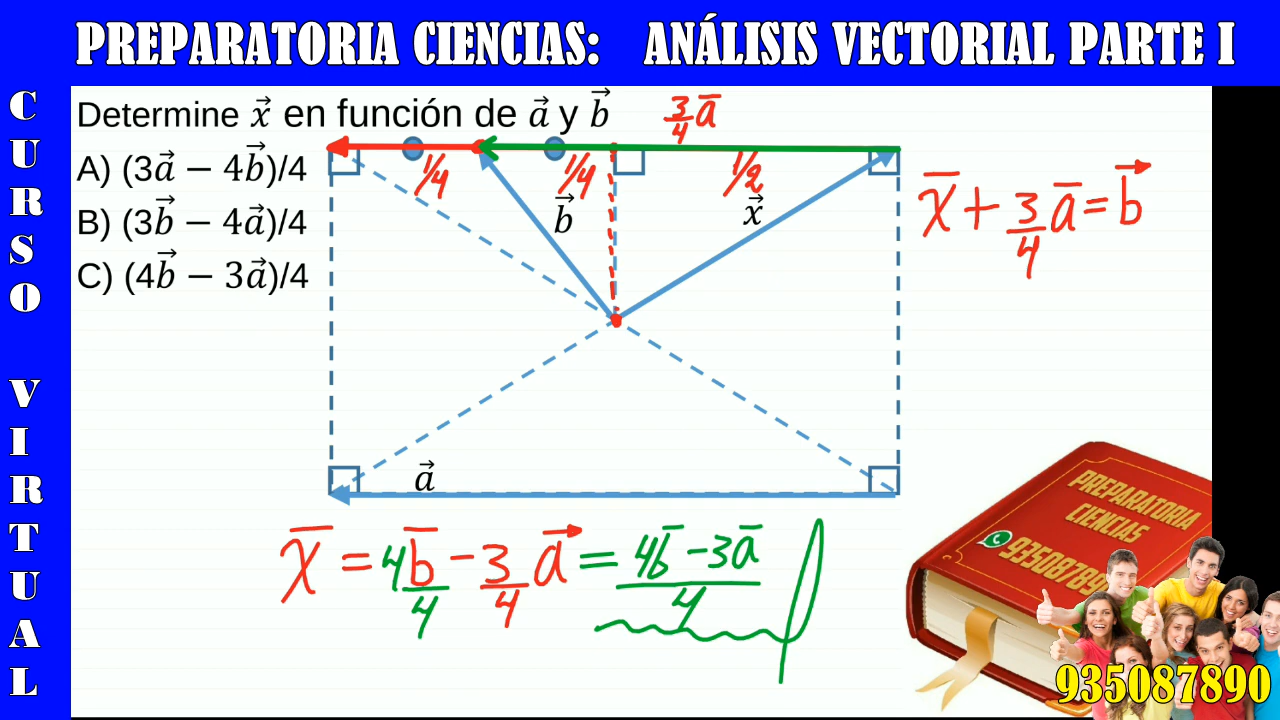 PREPARATORIA CIENCIAS: ANÁLISIS VECTORIAL PARTE I
CURSO
VIRTUAL
Determine x⃗ en función de a⃗ y b⃗
A) (3a⃗ − 4b⃗)/4
B) (3b⃗ − 4a⃗)/4
C) (4b⃗ − 3a⃗)/4
3/4 a̅
1/4
1/4
1/2
b⃗
x⃗
x̅ + 3/4 a̅ = b⃗
a⃗
x̅ = 4b̅/4 − 3/4 a⃗ = (4b̅ − 3a̅)/4
PREPARATORIA
CIENCIAS
935087890